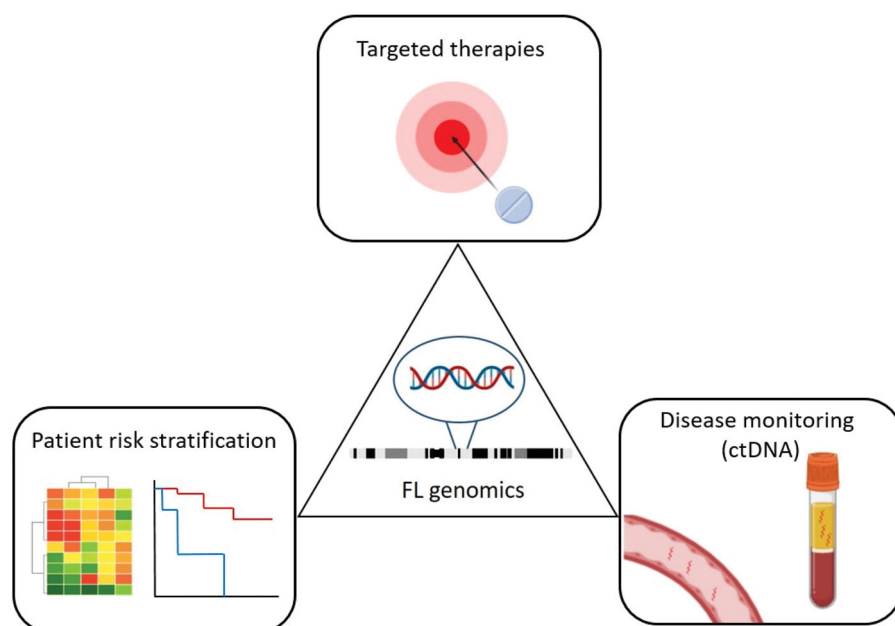 Targeted therapies
Patient risk stratification
FL genomics
Disease monitoring
(ctDNA)